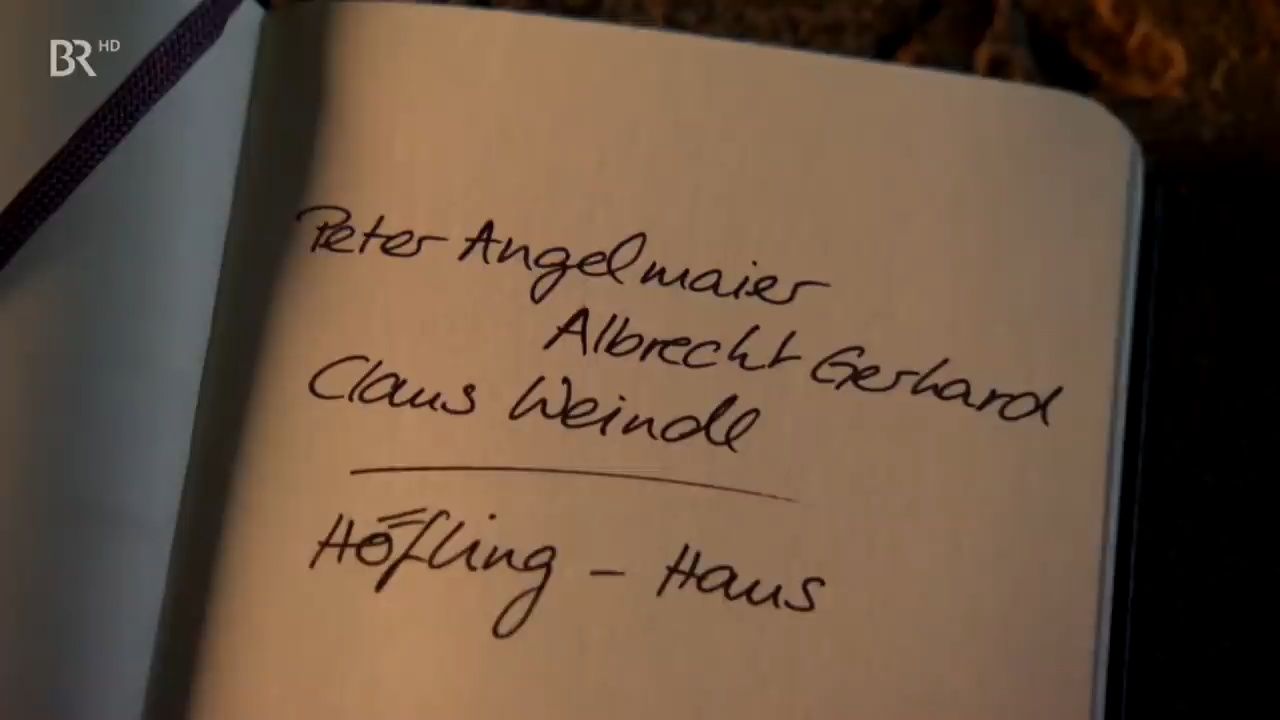 BR HD
Peter Angelmaier
Albrecht Gerhard
Claus Weindl
Höfling - Haus